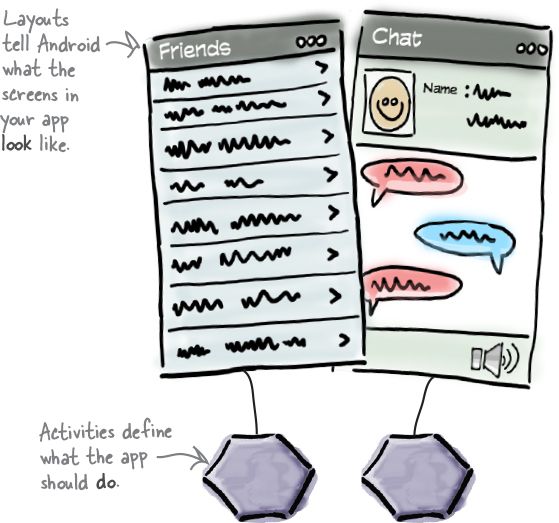 Layouts
tell Android
what the
screens in
your app
look like.
Friends
Chat
Name :
Activities define
what the app
should do.